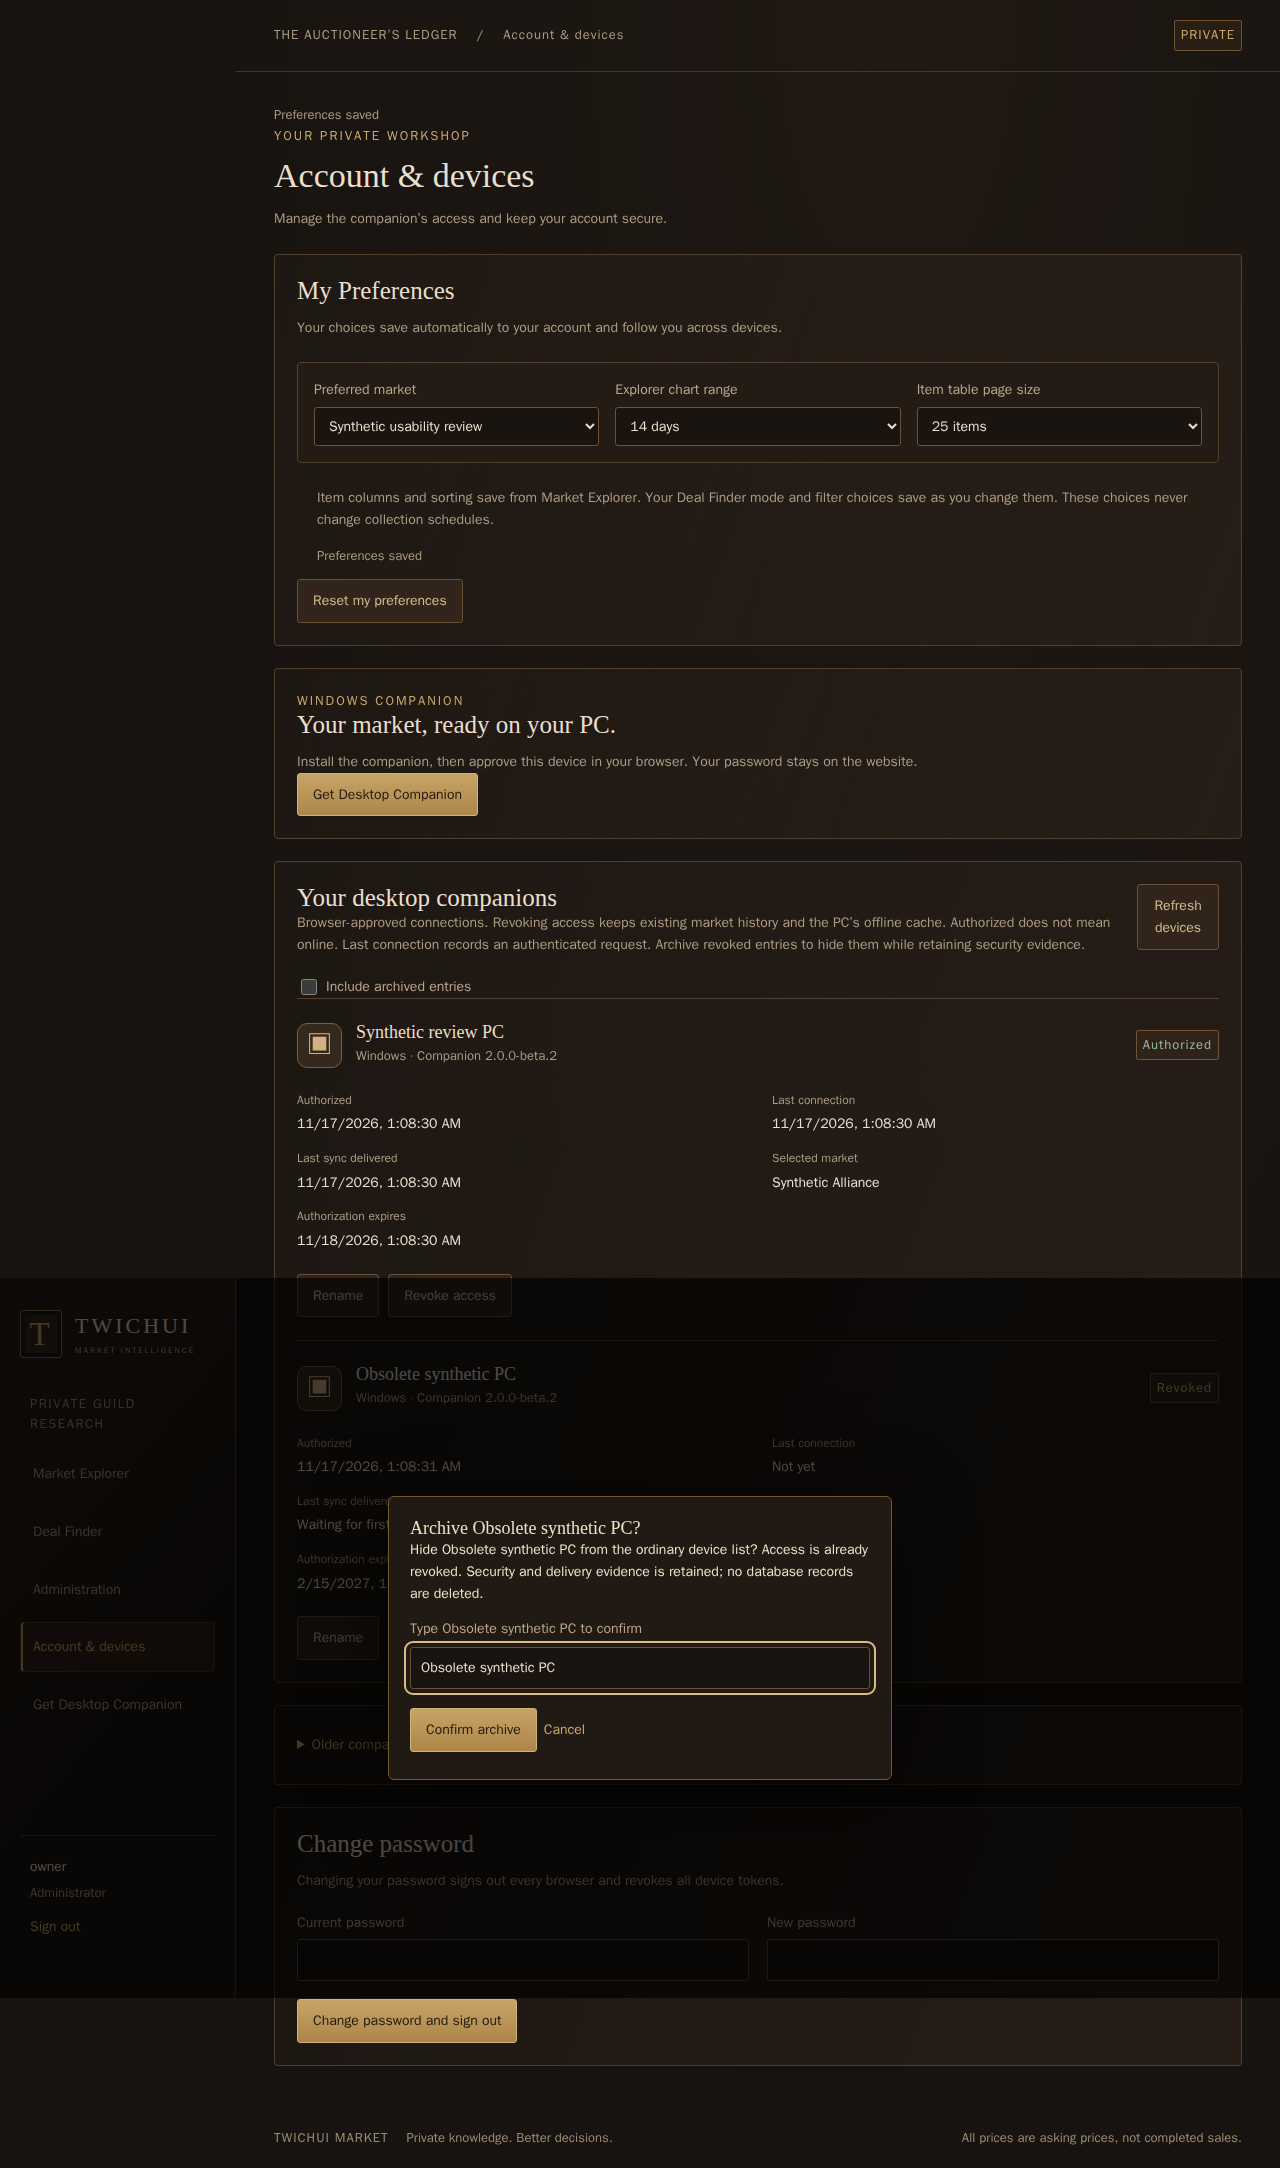 THE AUCTIONEER'S LEDGER / Account & devices
PRIVATE
Preferences saved
YOUR PRIVATE WORKSHOP
Account & devices
Manage the companion's access and keep your account secure.
My Preferences
Your choices save automatically to your account and follow you across devices.
Preferred market
Explorer chart range
Item table page size
Synthetic usability review
14 days
25 items
Item columns and sorting save from Market Explorer. Your Deal Finder mode and filter choices save as you change them. These choices never
change collection schedules.
Preferences saved
Reset my preferences
WINDOWS COMPANION
Your market, ready on your PC.
Install the companion, then approve this device in your browser. Your password stays on the website.
Get Desktop Companion
Your desktop companions
Browser-approved connections. Revoking access keeps existing market history and the PC's offline cache. Authorized does not mean
online. Last connection records an authenticated request. Archive revoked entries to hide them while retaining security evidence.
Refresh
devices
Include archived entries
Synthetic review PC
Windows · Companion 2.0.0-beta.2
Authorized
Authorized
11/17/2026, 1:08:30 AM
Last connection
11/17/2026, 1:08:30 AM
Last sync delivered
11/17/2026, 1:08:30 AM
Selected market
Synthetic Alliance
Authorization expires
11/18/2026, 1:08:30 AM
Rename
Revoke access
T
TWICHUI
MARKET INTELLIGENCE
PRIVATE GUILD
RESEARCH
Market Explorer
Deal Finder
Administration
Account & devices
Get Desktop Companion
owner
Administrator
Sign out
Obsolete synthetic PC
Windows · Companion 2.0.0-beta.2
Revoked
Authorized
11/17/2026, 1:08:31 AM
Last connection
Not yet
Last sync delivere
Waiting for first
Authorization exp
2/15/2027, 1
Rename
Archive Obsolete synthetic PC?
Hide Obsolete synthetic PC from the ordinary device list? Access is already
revoked. Security and delivery evidence is retained; no database records
are deleted.
Type Obsolete synthetic PC to confirm
Obsolete synthetic PC
Confirm archive
Cancel
Older compa
Change password
Changing your password signs out every browser and revokes all device tokens.
Current password
New password
Change password and sign out
TWICHUI MARKET Private knowledge. Better decisions.
All prices are asking prices, not completed sales.